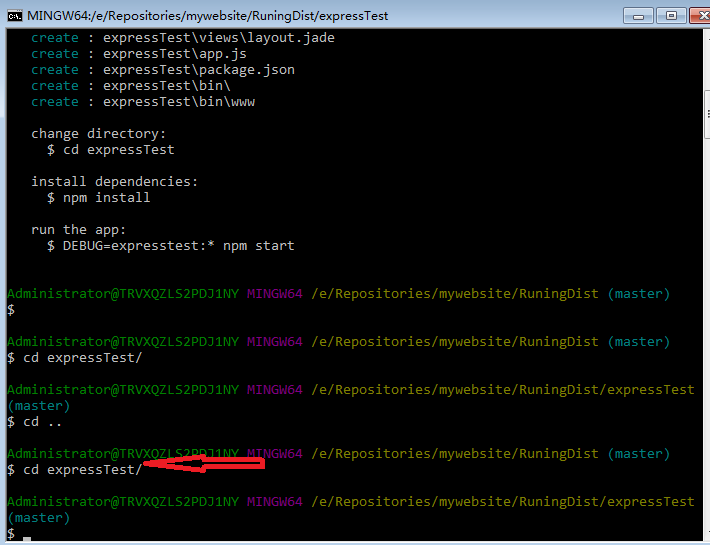 MINGW64:/e/Repositories/mywebsite/RuningDist/expressTest
create : expressTest\views\layout.jade
create : expressTest\app.js
create : expressTest\package.json
create : expressTest\bin\
create : expressTest\bin\www
change directory:
$ cd expressTest
install dependencies:
$ npm install
run the app:
$ DEBUG=expresstest:* npm start
Administrator@TRVXQZLS2PDJ1NY MINGW64 /e/Repositories/mywebsite/RuningDist (master)
$
Administrator@TRVXQZLS2PDJ1NY MINGW64 /e/Repositories/mywebsite/RuningDist (master)
$ cd expressTest/
Administrator@TRVXQZLS2PDJ1NY MINGW64 /e/Repositories/mywebsite/RuningDist/expressTest
(master)
$ cd ..
Administrator@TRVXQZLS2PDJ1NY MINGW64 /e/Repositories/mywebsite/RuningDist (master)
$ cd expressTest/
Administrator@TRVXQZLS2PDJ1NY MINGW64 /e/Repositories/mywebsite/RuningDist/expressTest
(master)
$